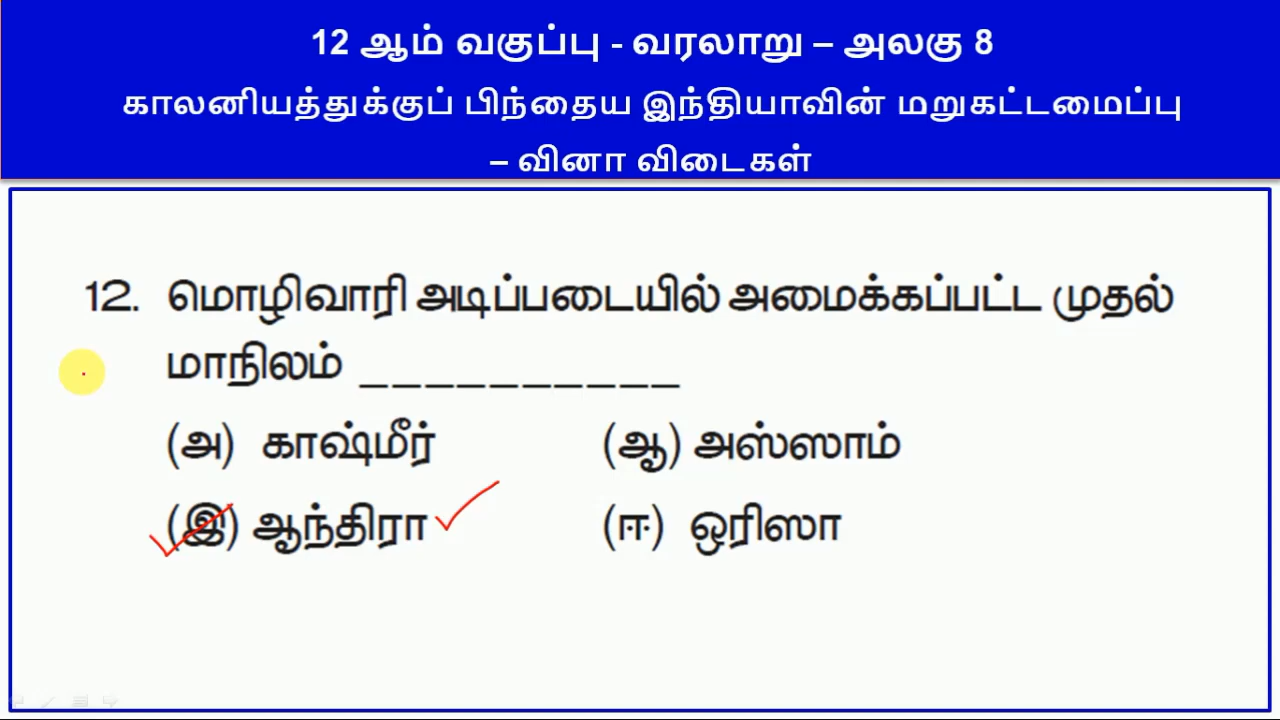 12 ஆம் வகுப்பு - வரலாறு – அலகு 8
காலனியத்துக்குப் பிந்தைய இந்தியாவின் மறுகட்டமைப்பு
– வினா விடைகள்
12. மொழிவாரி அடிப்படையில் அமைக்கப்பட்ட முதல்
மாநிலம் __________
(அ) காஷ்மீர் (ஆ) அஸ்ஸாம்
(இ) ஆந்திரா (ஈ) ஒரிஸா